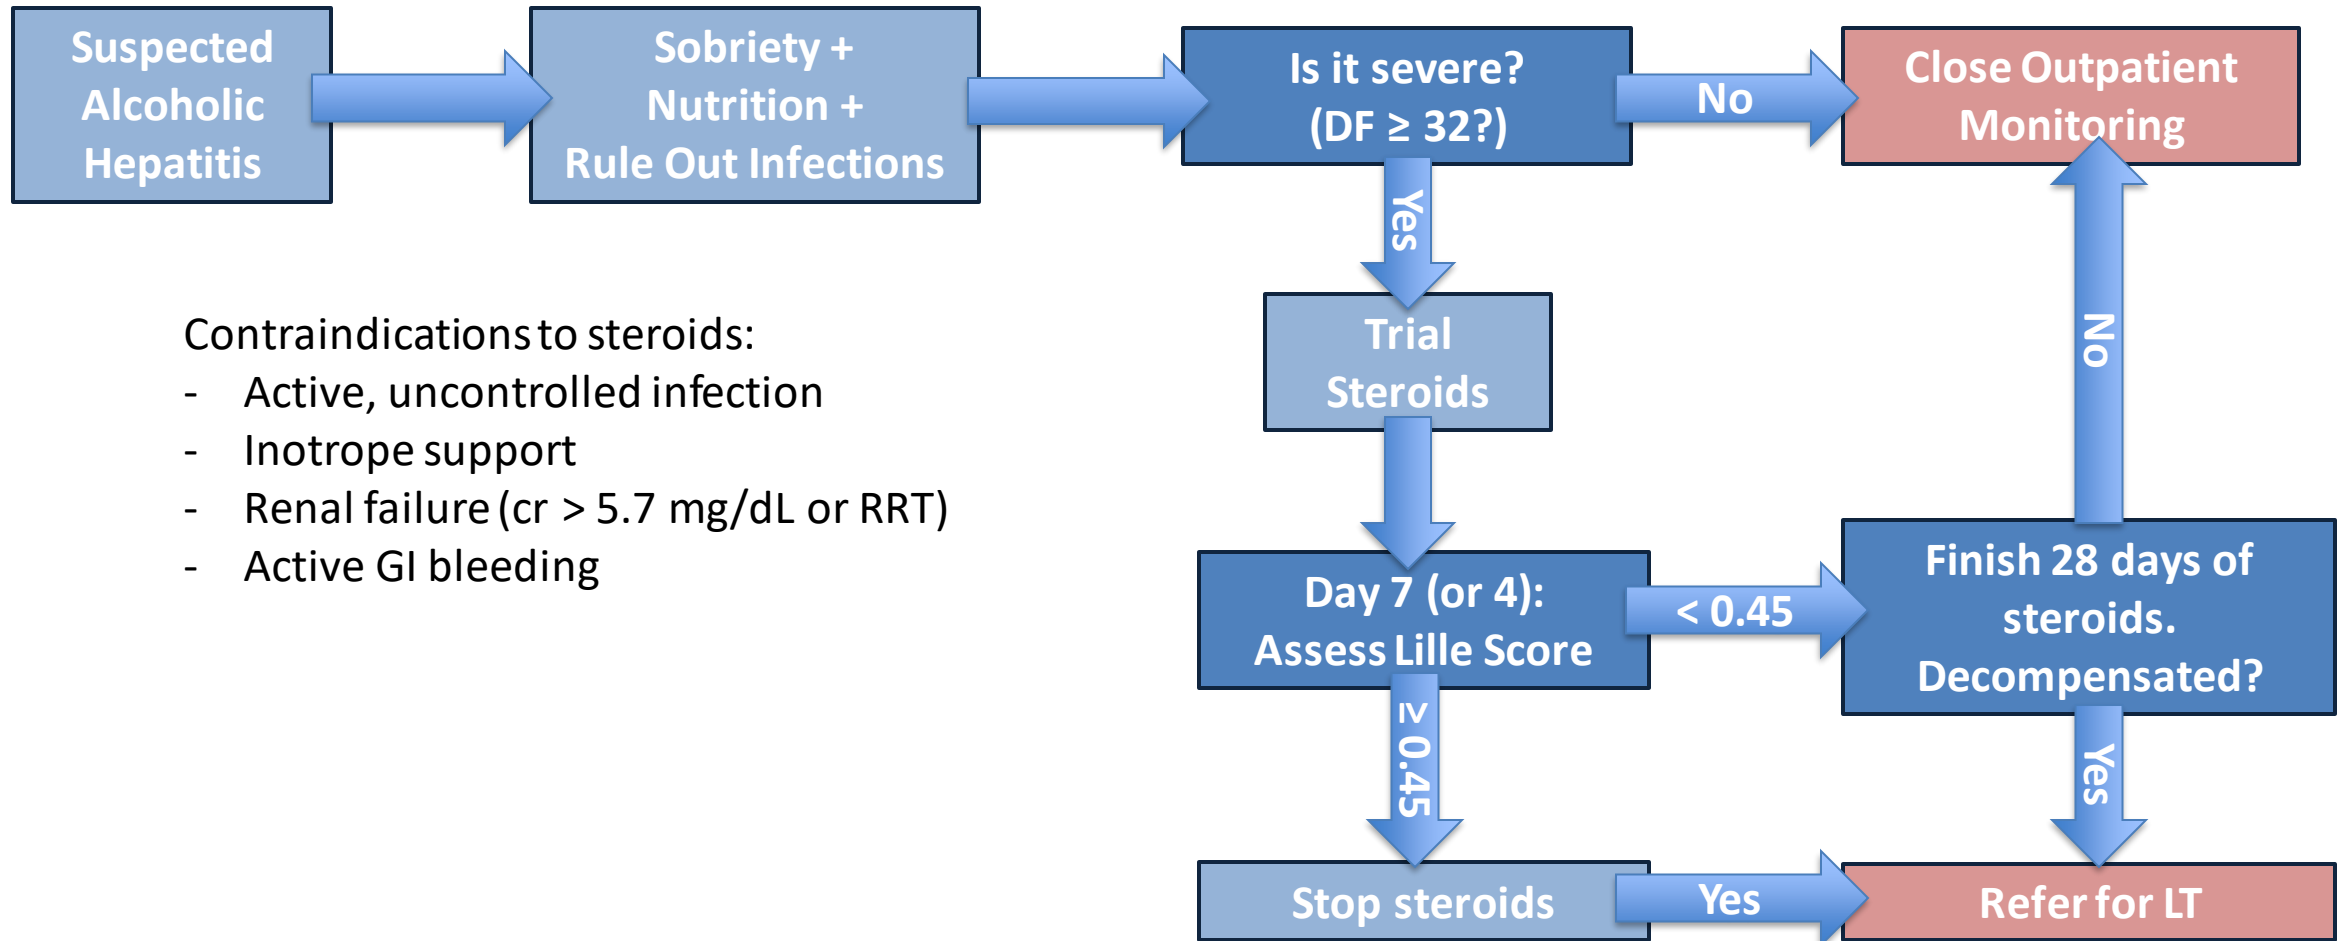 Suspected
Alcoholic
Hepatitis
Sobriety +
Nutrition +
Rule Out Infections
Is it severe?
(DF ≥ 32?)
No
Close Outpatient
Monitoring
Yes
Trial
Steroids
No
Contraindications to steroids:
- Active, uncontrolled infection
- Inotrope support
- Renal failure (cr > 5.7 mg/dL or RRT)
- Active GI bleeding
Day 7 (or 4):
Assess Lille Score
< 0.45
Finish 28 days of
steroids.
Decompensated?
≥ 0.45
Yes
Stop steroids
Yes
Refer for LT